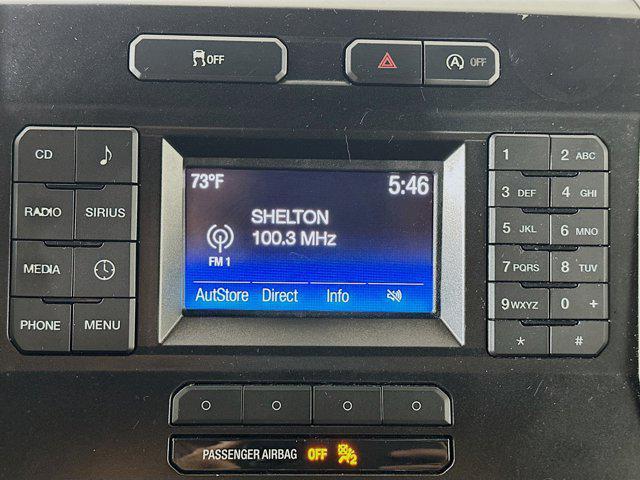 OFF
A OFF
CD
RADIO SIRIUS
MEDIA
PHONE MENU
73°F 5:46
SHELTON
100.3 MHz
FM 1
AutoStore Direct Info
1 2 ABC
3 DEF 4 GHI
5 JKL 6 MNO
7 PQRS 8 TUV
9 WXYZ 0 +
* #
PASSENGER AIRBAG OFF 2